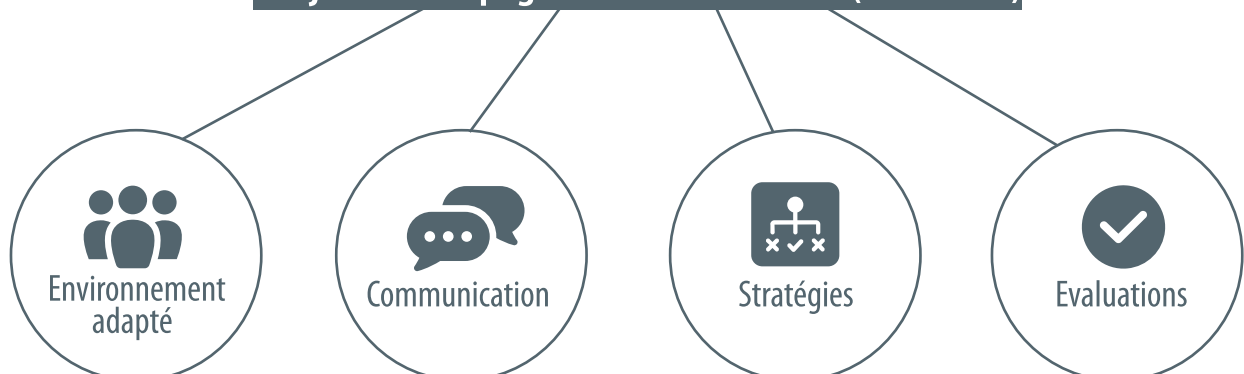 Environnement
adapté
Communication
Stratégies
Evaluations